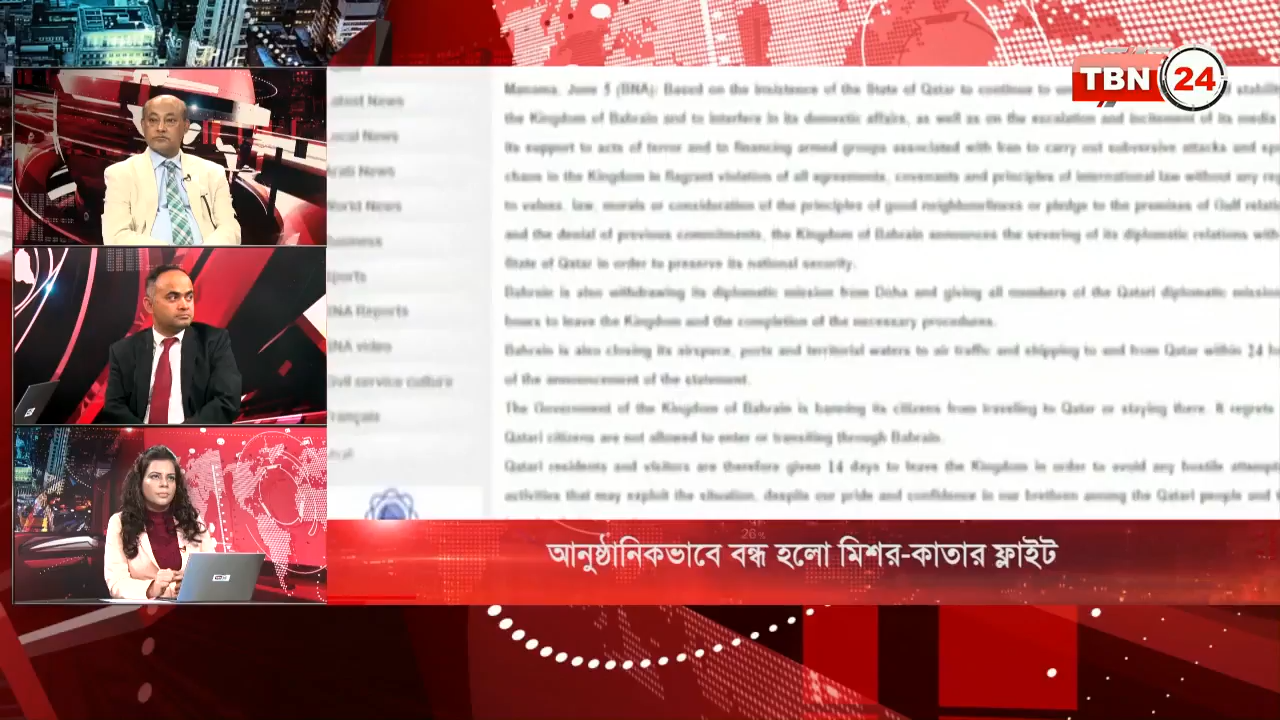 TBN 24
Latest News
Local News
Arab News
World News
Business
Sports
BNA Reports
BNA video
Civil service culture
Français
Manama, June 5 (BNA): Based on the insistence of the State of Qatar to continue to stabili
the Kingdom of Bahrain and to interfere in its domestic affairs, as well as on the escalation and incitement of its media
its support to acts of terror and to financing armed groups associated with Iran to carry out subversive attacks and sp
chaos in the Kingdom in flagrant violation of all agreements, covenants and principles of international law without any re
to values, law, morals or consideration of the principles of good neighbourliness or pledge to the premises of Gulf relati
and the denial of previous commitments, the Kingdom of Bahrain announces the severing of its diplomatic relations with
State of Qatar in order to preserve its national security.
Bahrain is also withdrawing its diplomatic mission from Doha and giving all members of the Qatari diplomatic mission
hours to leave the Kingdom and the completion of the necessary procedures.
Bahrain is also closing its airspace, ports and territorial waters to air traffic and shipping to and from Qatar within 24 h
of the announcement of the statement.
The Government of the Kingdom of Bahrain is banning its citizens from traveling to Qatar or staying there. It regrets
Qatari citizens are not allowed to enter or transiting through Bahrain.
Qatari residents and visitors are therefore given 14 days to leave the Kingdom in order to avoid any hostile attempt
activities that may exploit the situation, despite our pride and confidence in our brethren among the Qatari people and
আনুষ্ঠানিকভাবে বন্ধ হলো মিশর-কাতার ফ্লাইট